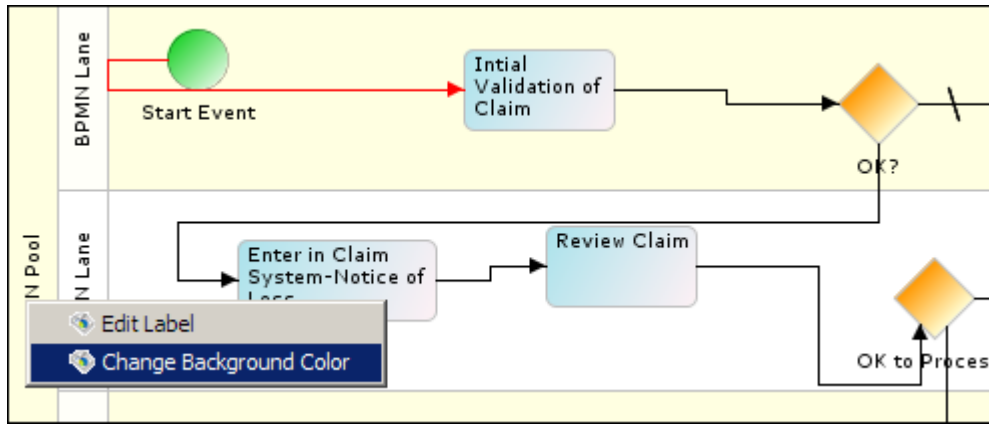 BPMN Lane
Start Event
Intial
Validation of
Claim
OK?
N Pool
N Lane
Enter in Claim
System-Notice of
Loss
Review Claim
Edit Label
Change Background Color
OK to Proces